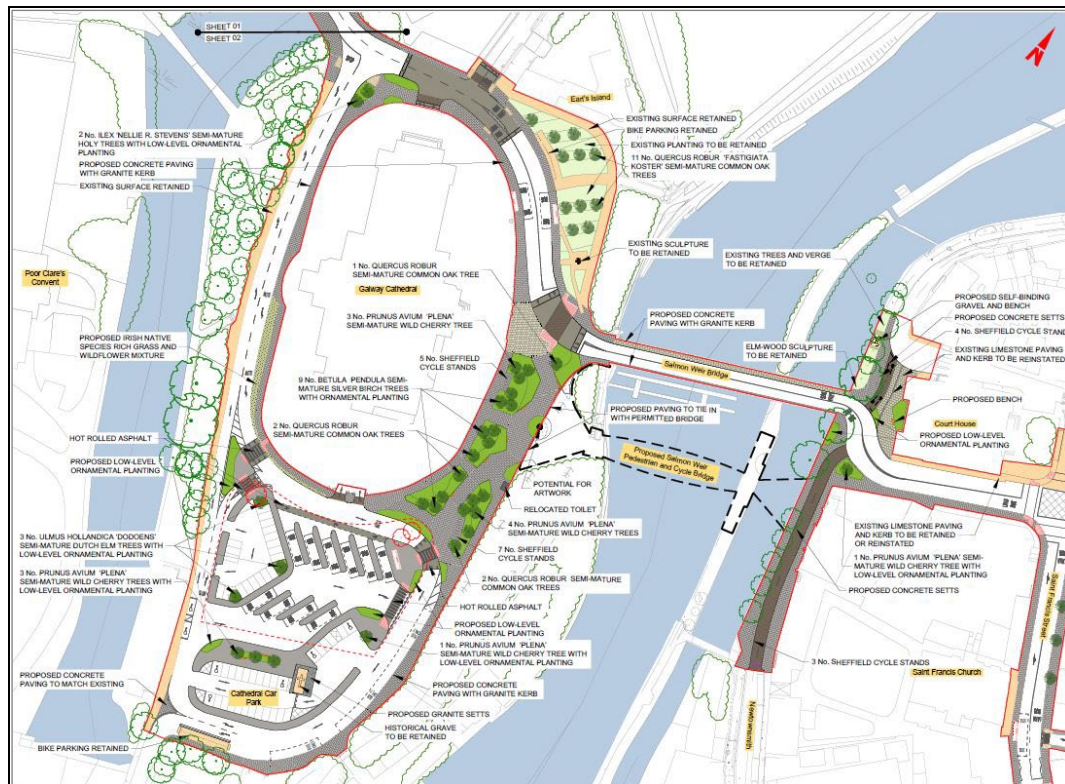 SHEET 01
SHEET 02
Earl's Island
2 No. ILEX 'NELLIE R. STEVENS' SEMI-MATURE
HOLY TREES WITH LOW-LEVEL ORNAMENTAL
PLANTING
PROPOSED CONCRETE PAVING
WITH GRANITE KERB
EXISTING SURFACE RETAINED
EXISTING SURFACE RETAINED
BIKE PARKING RETAINED
EXISTING PLANTING TO BE RETAINED
11 No. QUERCUS ROBUR 'FASTIGIATA
KOSTER' SEMI-MATURE COMMON OAK
TREES
EXISTING SCULPTURE
TO BE RETAINED
Poor Clare's
Convent
1 No. QUERCUS ROBUR
SEMI-MATURE COMMON OAK TREE
Galway Cathedral
3 No. PRUNUS AVIUM 'PLENA'
SEMI-MATURE WILD CHERRY TREE
5 No. SHEFFIELD
CYCLE STANDS
9 No. BETULA PENDULA SEMI-
MATURE SILVER BIRCH TREES
WITH ORNAMENTAL PLANTING
2 No. QUERCUS ROBUR
SEMI-MATURE COMMON OAK TREES
PROPOSED IRISH NATIVE
SPECIES RICH GRASS AND
WILDFLOWER MIXTURE
HOT ROLLED ASPHALT
PROPOSED LOW-LEVEL
ORNAMENTAL PLANTING
3 No. ULMUS HOLLANDICA 'DODOENS'
SEMI-MATURE DUTCH ELM TREES WITH
LOW-LEVEL ORNAMENTAL PLANTING
3 No. PRUNUS AVIUM 'PLENA'
SEMI-MATURE WILD CHERRY TREES WITH
LOW-LEVEL ORNAMENTAL PLANTING
PROPOSED CONCRETE
PAVING TO MATCH EXISTING
BIKE PARKING RETAINED
Cathedral Car
Park
PROPOSED CONCRETE
PAVING WITH GRANITE KERB
Salmon Weir Bridge
PROPOSED PAVING TO TIE IN
WITH PERMITTED BRIDGE
Proposed Salmon Weir
Pedestrian and Cycle Bridge
POTENTIAL FOR
ARTWORK
RELOCATED TOILET
4 No. PRUNUS AVIUM 'PLENA'
SEMI-MATURE WILD CHERRY TREES
7 No. SHEFFIELD
CYCLE STANDS
2 No. QUERCUS ROBUR SEMI-MATURE
COMMON OAK TREES
HOT ROLLED ASPHALT
PROPOSED LOW-LEVEL
ORNAMENTAL PLANTING
1 No. PRUNUS AVIUM 'PLENA'
SEMI-MATURE WILD CHERRY TREE WITH
LOW-LEVEL ORNAMENTAL PLANTING
PROPOSED CONCRETE
PAVING WITH GRANITE KERB
PROPOSED GRANITE SETTS
HISTORICAL GRAVE
TO BE RETAINED
EXISTING TREES AND VERGE
TO BE RETAINED
PROPOSED SELF-BINDING
GRAVEL AND BENCH
PROPOSED CONCRETE SETTS
4 No. SHEFFIELD CYCLE STAND
EXISTING LIMESTONE PAVING
AND KERB TO BE REINSTATED
ELM-WOOD SCULPTURE
TO BE RETAINED
PROPOSED BENCH
Court House
PROPOSED LOW-LEVEL
ORNAMENTAL PLANTING
EXISTING LIMESTONE PAVING
AND KERB TO BE RETAINED
OR REINSTATED
1 No. PRUNUS AVIUM 'PLENA' SEMI-
MATURE WILD CHERRY TREE WITH
LOW-LEVEL ORNAMENTAL PLANTING
PROPOSED CONCRETE SETTS
Saint Francis Street
3 No. SHEFFIELD CYCLE STANDS
Saint Francis Church
Newtownsmith